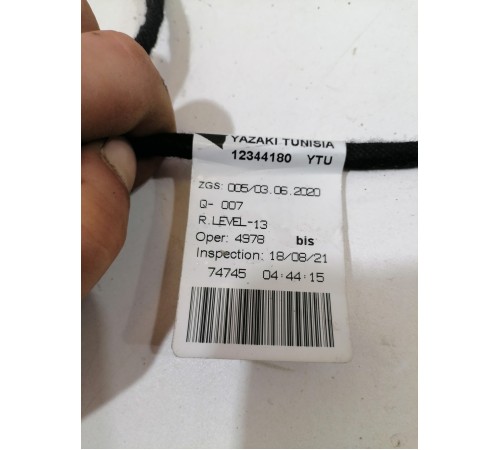 YAZAKI TUNISIA
12344180 YTU
ZGS: 005/03.06.2020
Q- 007
R.LEVEL-13
Oper: 4978 bis
Inspection: 18/08/21
74745 04:44:15